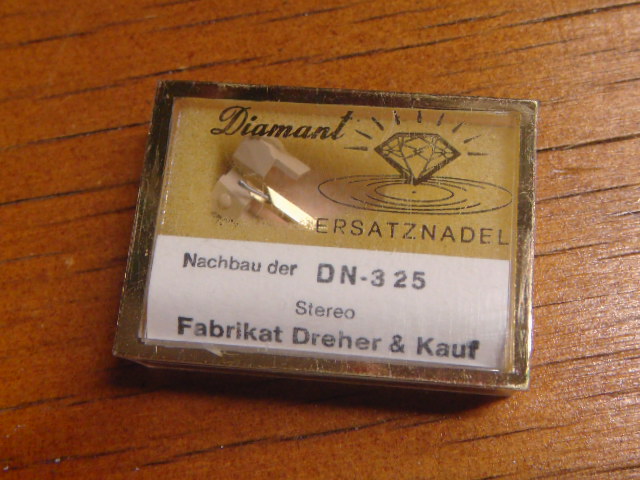 Diamant
ERSATZNADEL
Nachbau der DN-325
Stereo
Fabrikat Dreher & Kauf